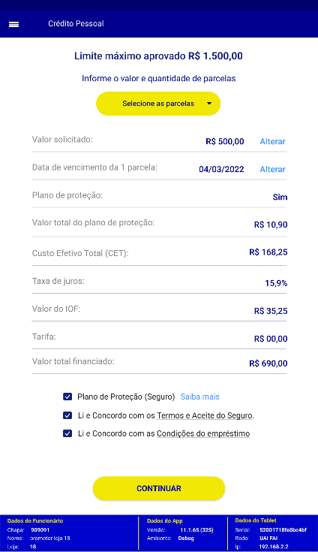 Crédito Pessoal
Limite máximo aprovado R$ 1.500,00
Informe o valor e quantidade de parcelas
Selecione as parcelas
Valor solicitado: R$ 500,00 Alterar
Data de vencimento da 1 parcela: 04/03/2022 Alterar
Plano de proteção: Sim
Valor total do plano de proteção: R$ 10,90
Custo Efetivo Total (CET): R$ 168,25
Taxa de juros: 15,9%
Valor do IOF: R$ 35,25
Tarifa: R$ 00,00
Valor total financiado: R$ 690,00
Plano de Proteção (Seguro) Saiba mais
Li e Concordo com os Termos e Aceite do Seguro.
Li e Concordo com as Condições do empréstimo
CONTINUAR
Dados do Funcionário Dados do App Dados do Tablet
Chapa: 989091 Versão: 11.1.65 (325) Serial:
Nome: promotor loja 18 Ambiente: Debug Rede: UAI FAI
Loja: 18 Ip: 192.168.2.2